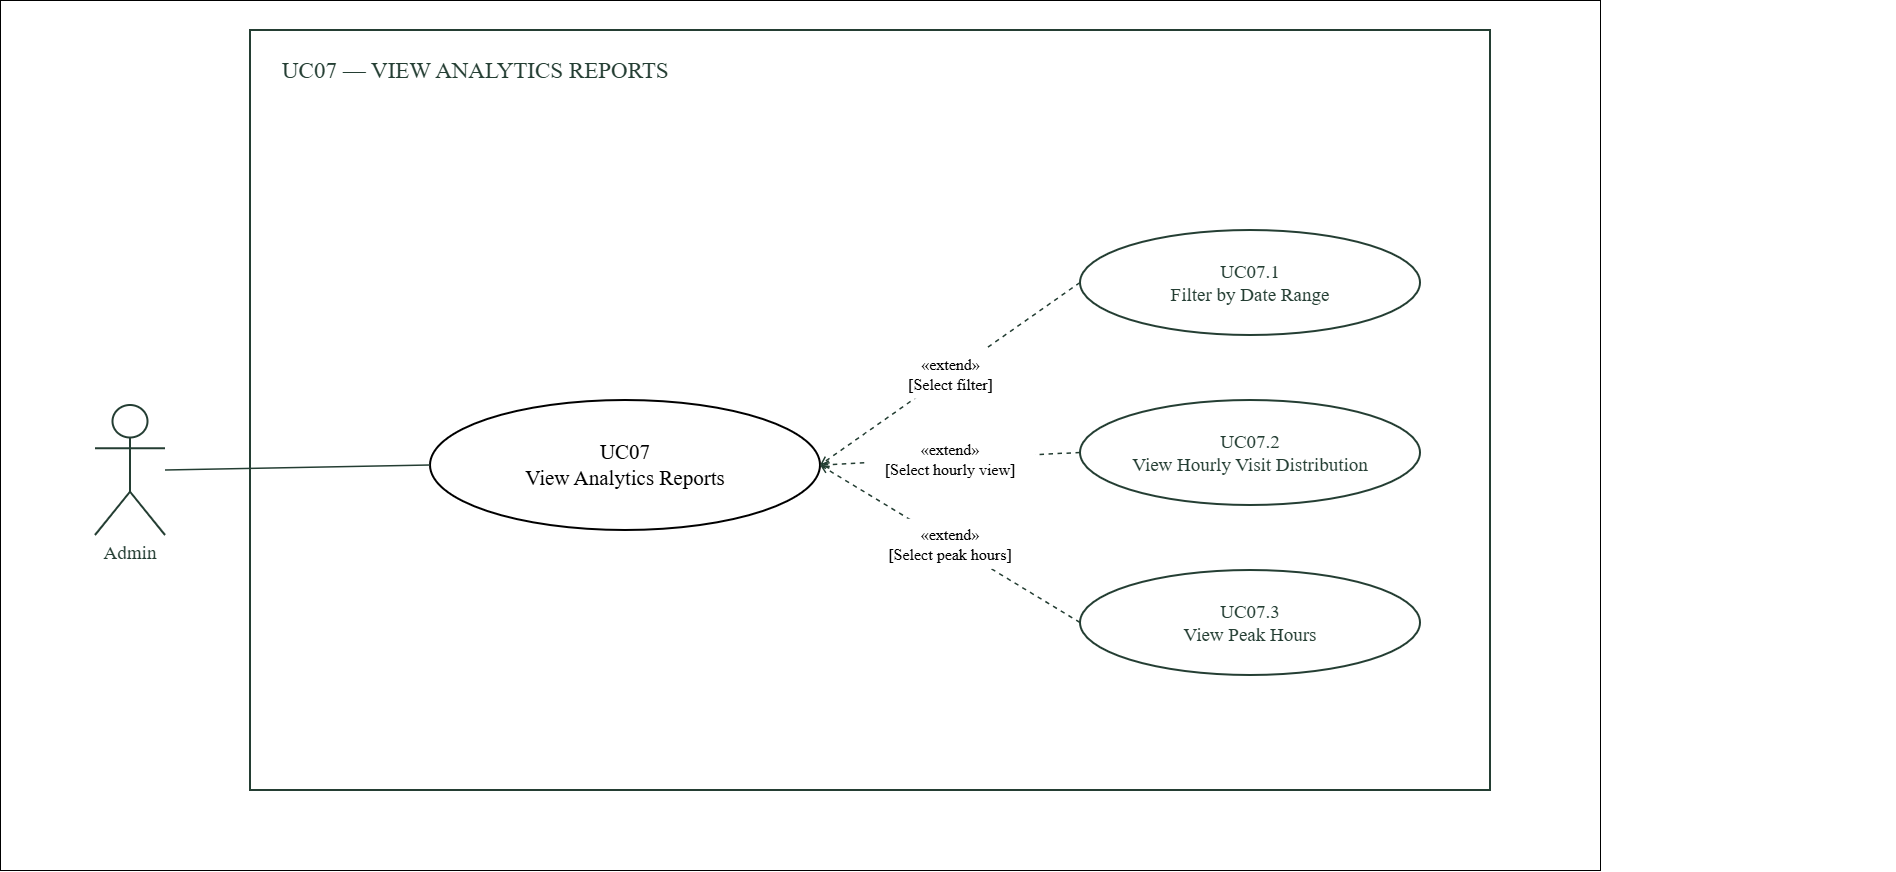 UC07 — VIEW ANALYTICS REPORTS
UC07.1
Filter by Date Range
«extend»
[Select filter]
UC07
View Analytics Reports
«extend»
[Select hourly view]
UC07.2
View Hourly Visit Distribution
Admin
«extend»
[Select peak hours]
UC07.3
View Peak Hours